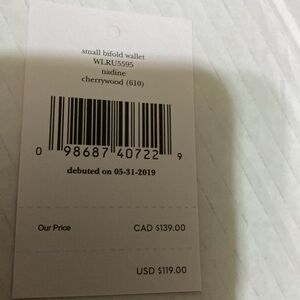 small bifold wallet
WLRU5595
nadine
cherrywood (610)
0 98687 40722 9
debuted on 05-31-2019
Our Price CAD $139.00
USD $119.00